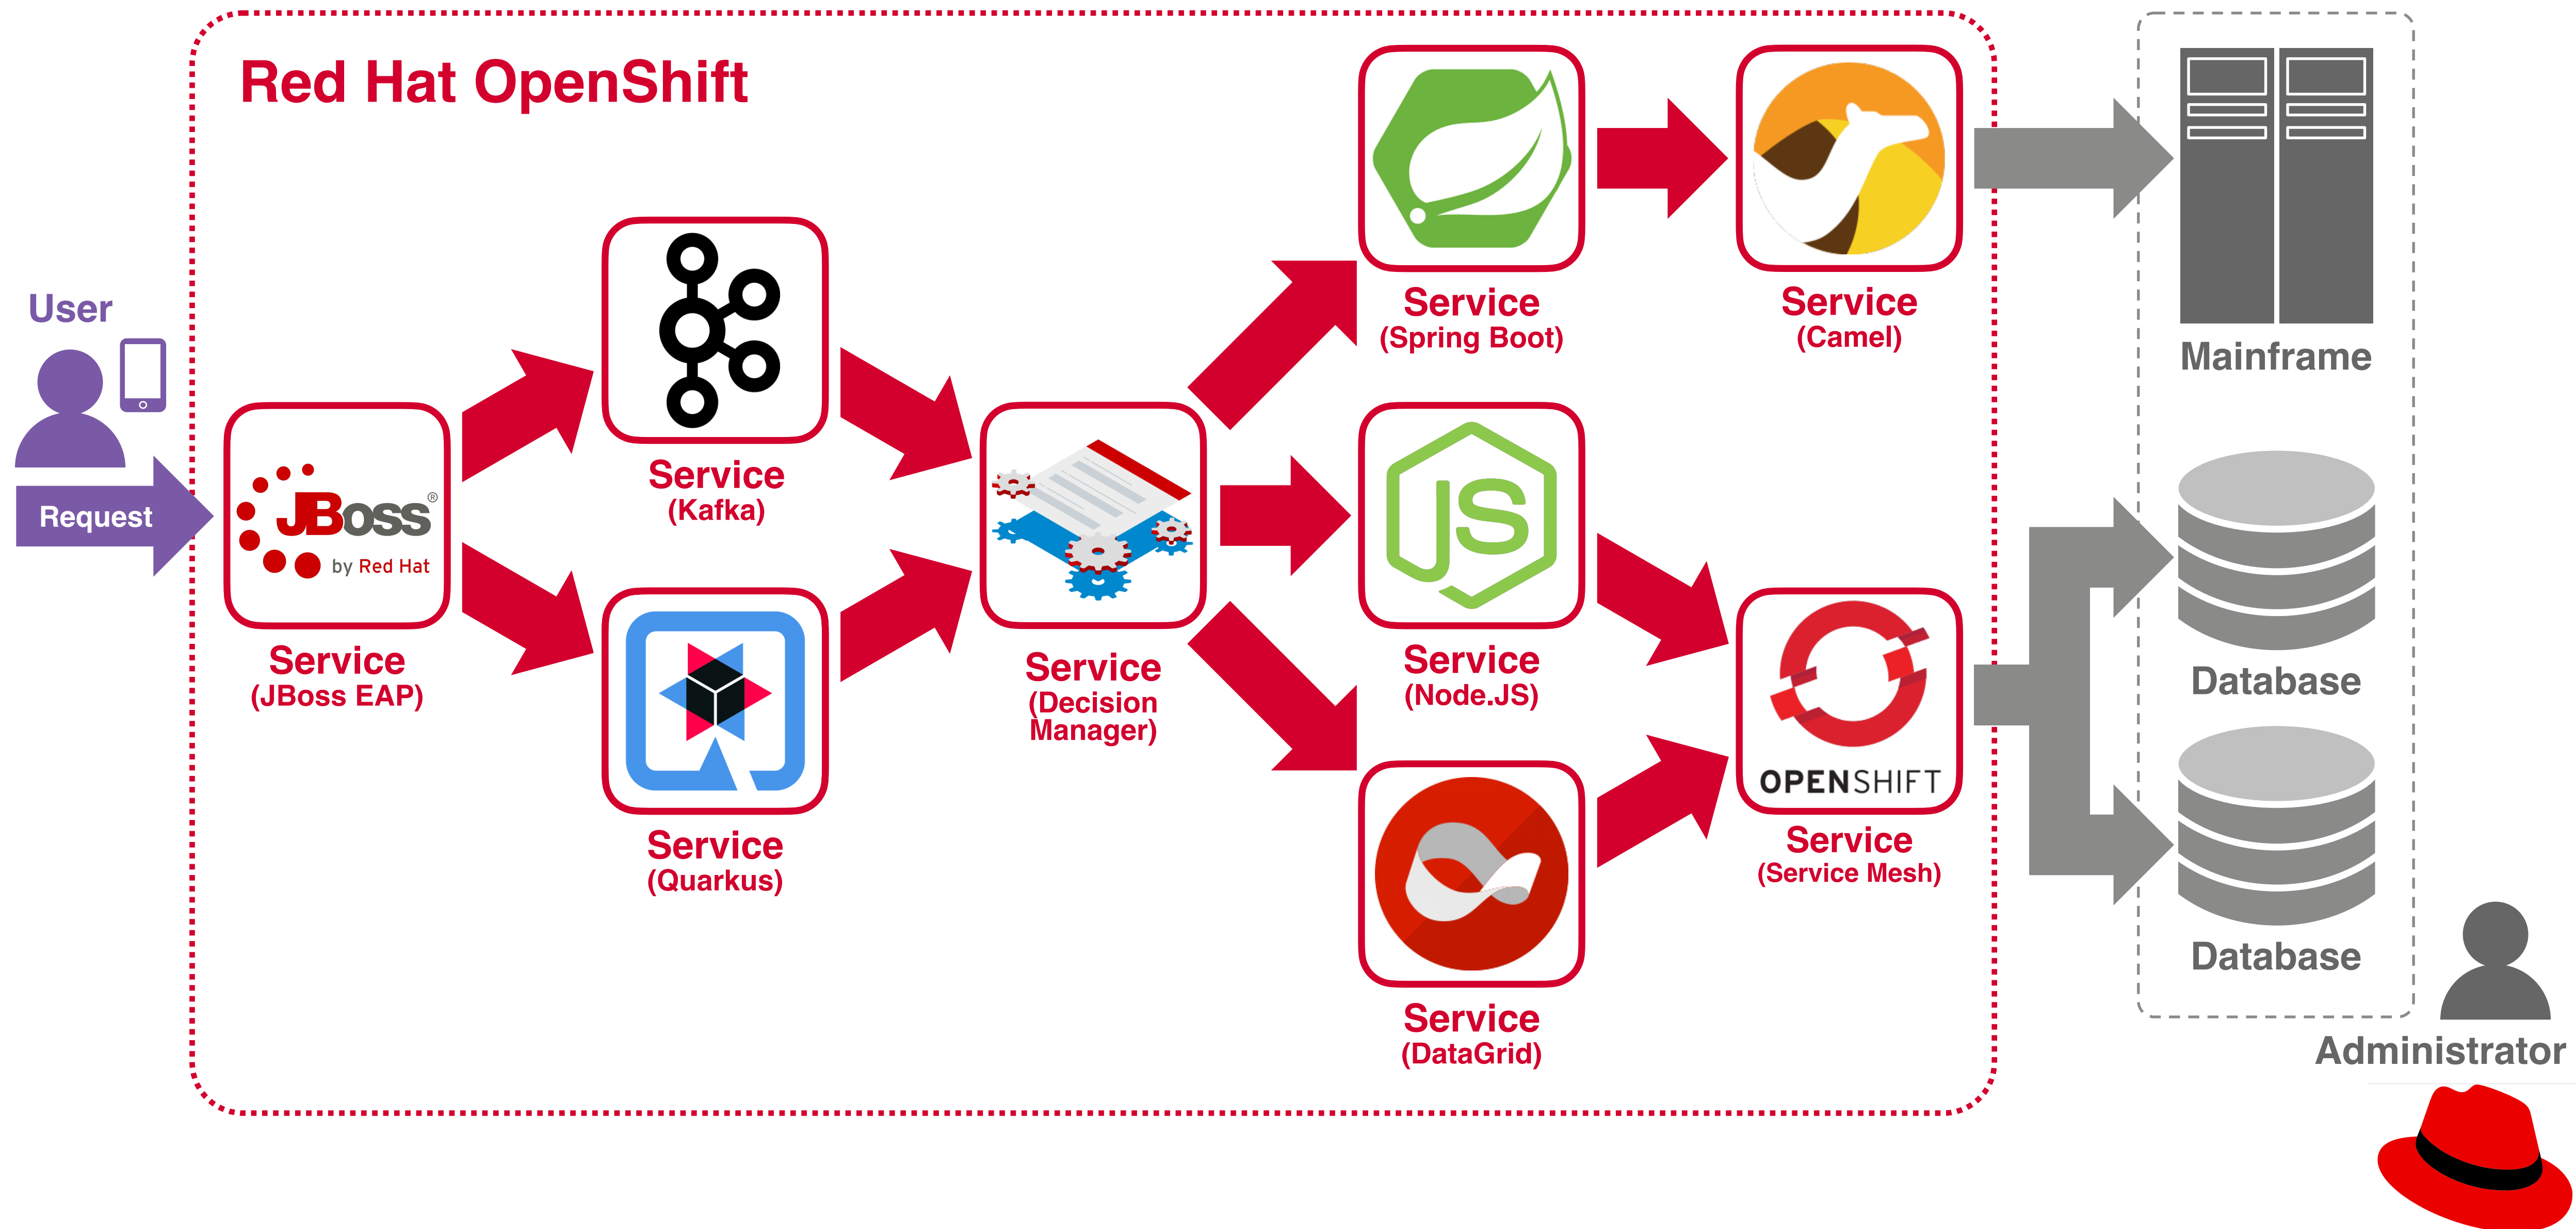 Red Hat OpenShift
User
Request
JBoss®
by Red Hat
Service
(JBoss EAP)
Service
(Kafka)
Service
(Quarkus)
Service
(Decision
Manager)
Service
(Spring Boot)
JS
Service
(Node.JS)
Service
(DataGrid)
Service
(Camel)
OPENSHIFT
Service
(Service Mesh)
Mainframe
Database
Database
Administrator